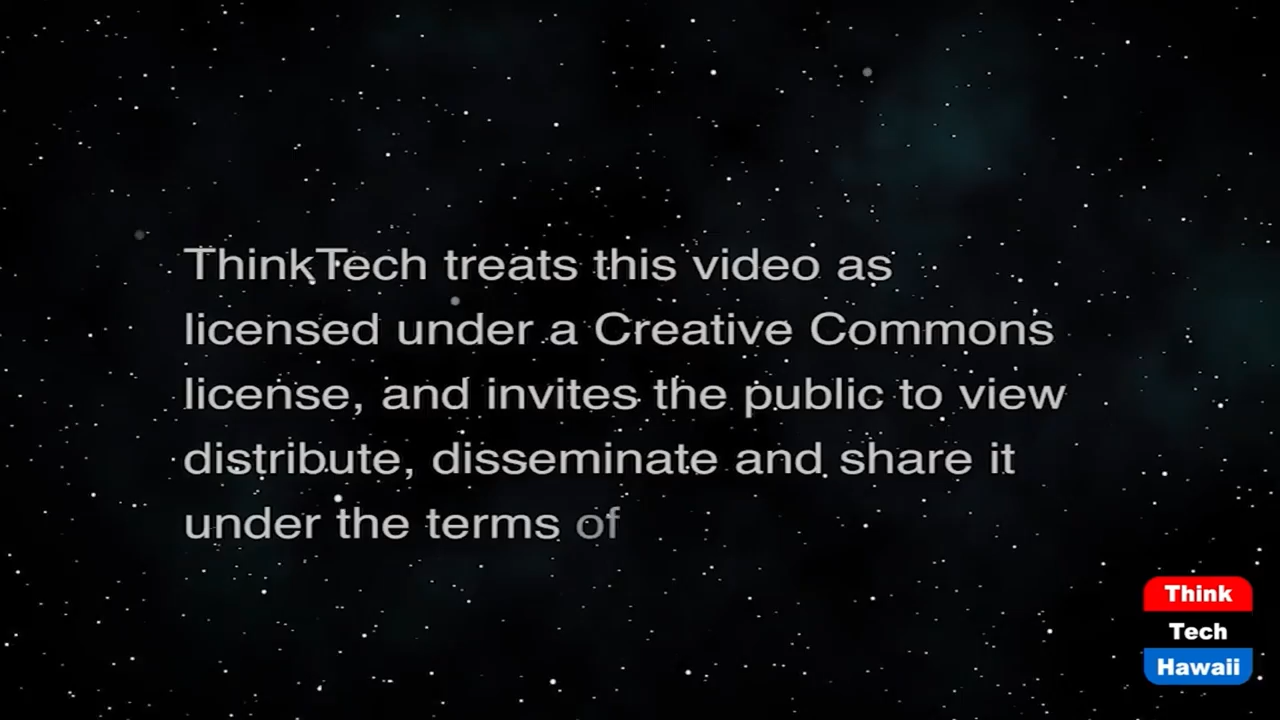 ThinkTech treats this video as
licensed under a Creative Commons
license, and invites the public to view
distribute, disseminate and share it
under the terms of
Think
Tech
Hawaii